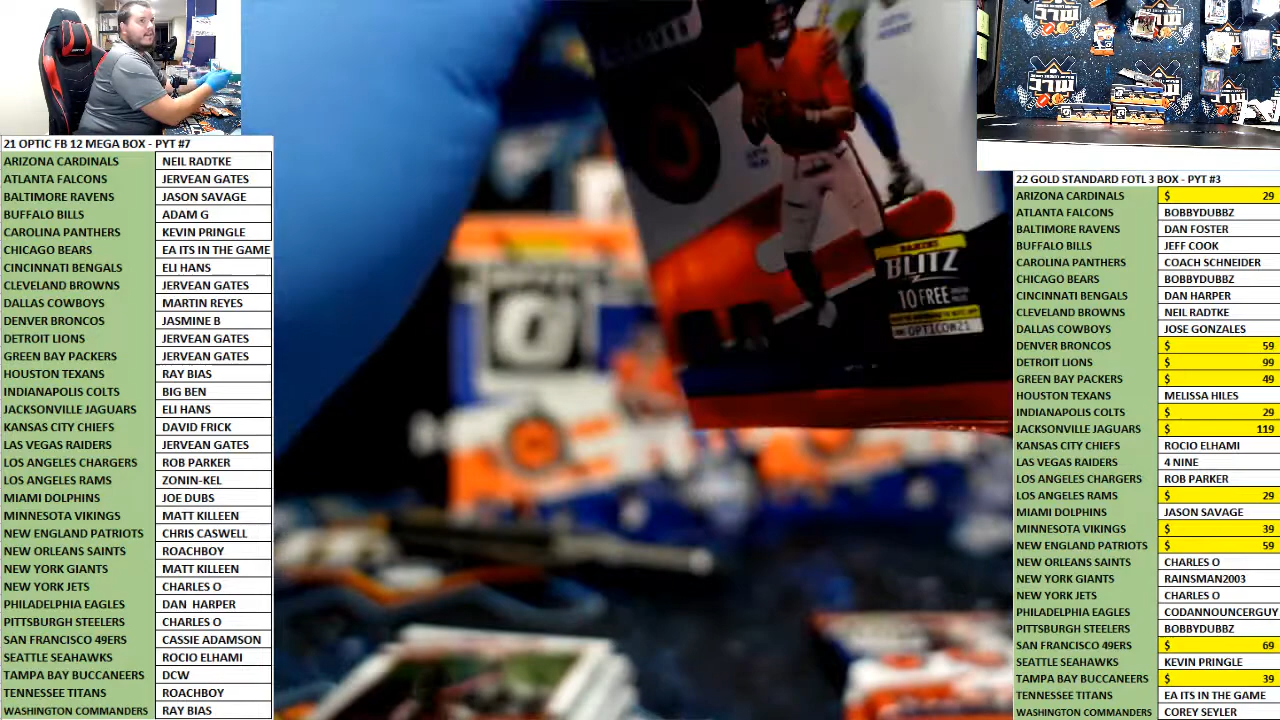 21 OPTIC FB 12 MEGA BOX - PYT #7
ARIZONA CARDINALS NEIL RADTKE
ATLANTA FALCONS JERVEAN GATES
BALTIMORE RAVENS JASON SAVAGE
BUFFALO BILLS ADAM G
CAROLINA PANTHERS KEVIN PRINGLE
CHICAGO BEARS EA ITS IN THE GAME
CINCINNATI BENGALS ELI HANS
CLEVELAND BROWNS JERVEAN GATES
DALLAS COWBOYS MARTIN REYES
DENVER BRONCOS JASMINE B
DETROIT LIONS JERVEAN GATES
GREEN BAY PACKERS JERVEAN GATES
HOUSTON TEXANS RAY BIAS
INDIANAPOLIS COLTS BIG BEN
JACKSONVILLE JAGUARS ELI HANS
KANSAS CITY CHIEFS DAVID FRICK
LAS VEGAS RAIDERS JERVEAN GATES
LOS ANGELES CHARGERS ROB PARKER
LOS ANGELES RAMS ZONIN-KEL
MIAMI DOLPHINS JOE DUBS
MINNESOTA VIKINGS MATT KILLEEN
NEW ENGLAND PATRIOTS CHRIS CASWELL
NEW ORLEANS SAINTS ROACHBOY
NEW YORK GIANTS MATT KILLEEN
NEW YORK JETS CHARLES O
PHILADELPHIA EAGLES DAN HARPER
PITTSBURGH STEELERS CHARLES O
SAN FRANCISCO 49ERS CASSIE ADAMSON
SEATTLE SEAHAWKS ROCIO ELHAMI
TAMPA BAY BUCCANEERS DCW
TENNESSEE TITANS ROACHBOY
WASHINGTON COMMANDERS RAY BIAS
PANINI
BLITZ
10 FREE
OPTICOM21
22 GOLD STANDARD FOTL 3 BOX - PYT #3
ARIZONA CARDINALS $ 29
ATLANTA FALCONS BOBBYDUBBZ
BALTIMORE RAVENS DAN FOSTER
BUFFALO BILLS JEFF COOK
CAROLINA PANTHERS COACH SCHNEIDER
CHICAGO BEARS BOBBYDUBBZ
CINCINNATI BENGALS DAN HARPER
CLEVELAND BROWNS NEIL RADTKE
DALLAS COWBOYS JOSE GONZALES
DENVER BRONCOS $ 59
DETROIT LIONS $ 99
GREEN BAY PACKERS $ 49
HOUSTON TEXANS MELISSA HILES
INDIANAPOLIS COLTS $ 29
JACKSONVILLE JAGUARS $ 119
KANSAS CITY CHIEFS ROCIO ELHAMI
LAS VEGAS RAIDERS 4 NINE
LOS ANGELES CHARGERS ROB PARKER
LOS ANGELES RAMS $ 29
MIAMI DOLPHINS JASON SAVAGE
MINNESOTA VIKINGS $ 39
NEW ENGLAND PATRIOTS $ 59
NEW ORLEANS SAINTS CHARLES O
NEW YORK GIANTS RAINSMAN2003
NEW YORK JETS CHARLES O
PHILADELPHIA EAGLES CODANNOUNCERGUY
PITTSBURGH STEELERS BOBBYDUBBZ
SAN FRANCISCO 49ERS $ 69
SEATTLE SEAHAWKS KEVIN PRINGLE
TAMPA BAY BUCCANEERS $ 39
TENNESSEE TITANS EA ITS IN THE GAME
WASHINGTON COMMANDERS COREY SEYLER